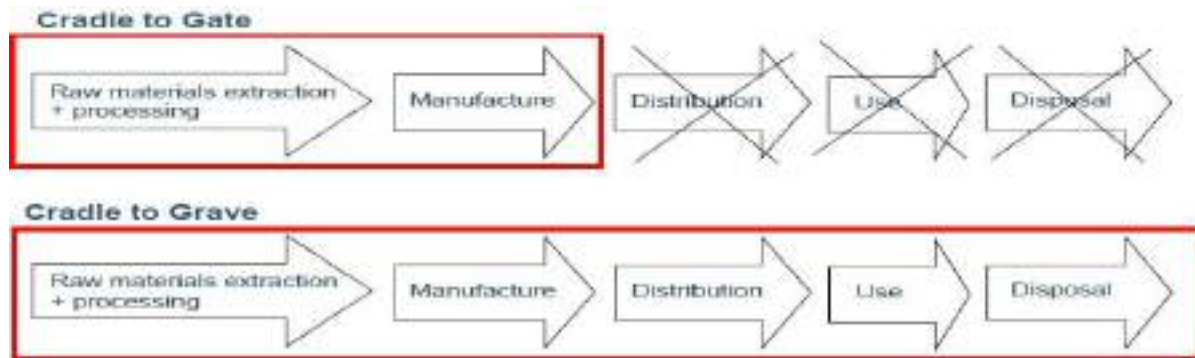 Cradle to Gate
Raw materials extraction
+ processing
Manufacture
Distribution
Use
Disposal
Cradle to Grave
Raw materials extraction
+ processing
Manufacture
Distribution
Use
Disposal